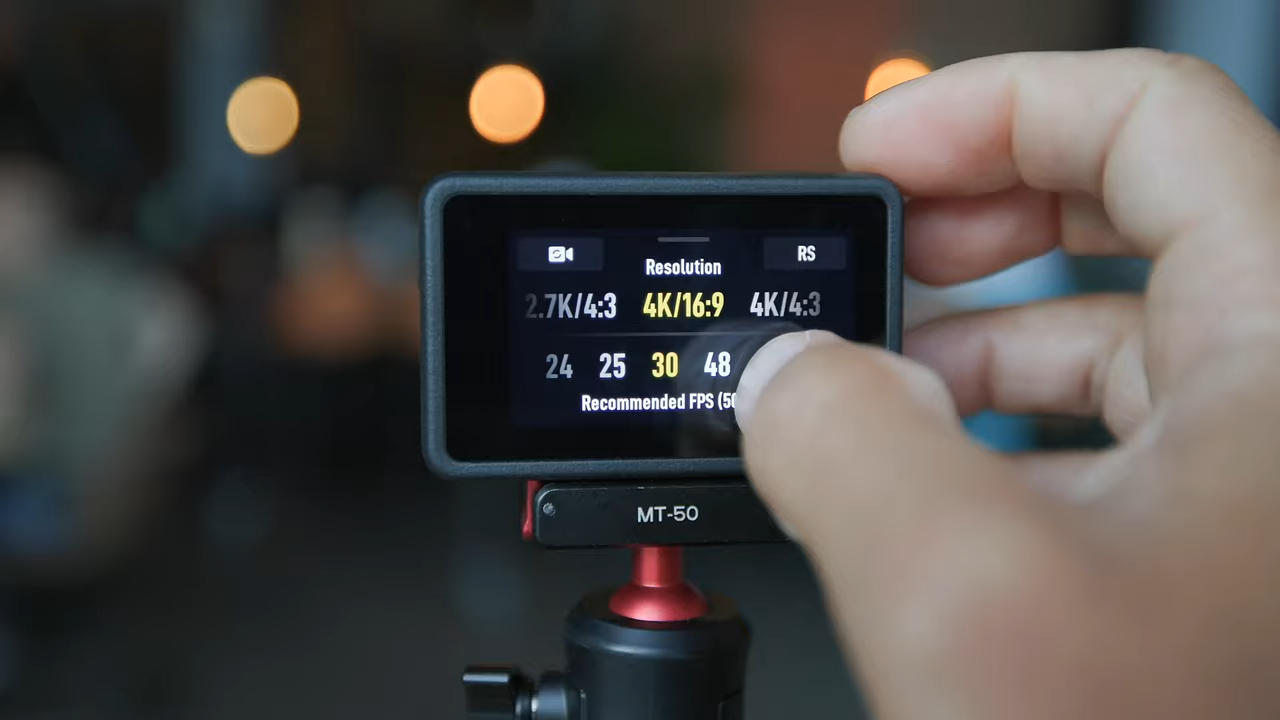 RS
Resolution
2.7K/4:3 4K/16:9 4K/4:3
24 25 30 48
Recommended FPS (50
MT-50